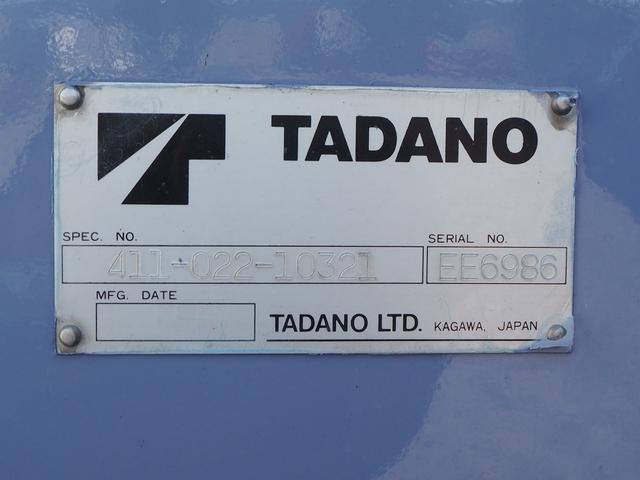 TADANO
SPEC. NO.
SERIAL NO.
411-022-10321
EE6986
MFG. DATE
TADANO LTD. KAGAWA, JAPAN